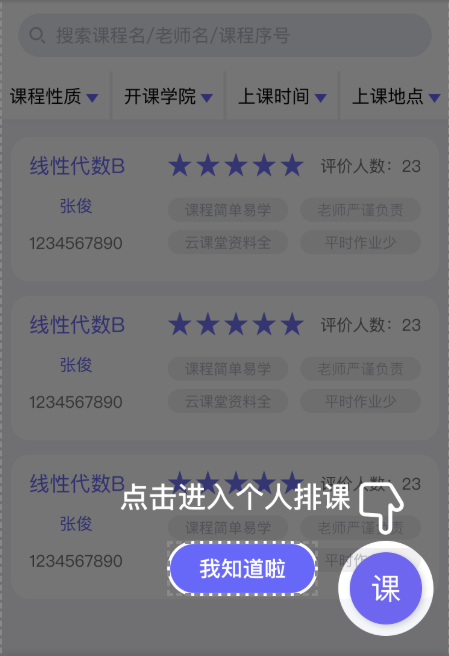 搜索课程名/老师名/课程序号
课程性质 开课学院 上课时间 上课地点
线性代数B 评价人数：23
张俊 课程简单易学 老师严谨负责
1234567890 云课堂资料全 平时作业少
线性代数B 评价人数：23
张俊 课程简单易学 老师严谨负责
1234567890 云课堂资料全 平时作业少
线性代数B 评价人数：23
点击进入个人排课
张俊 课程简单易学 老师严谨负责
1234567890 我知道啦 平时作 课